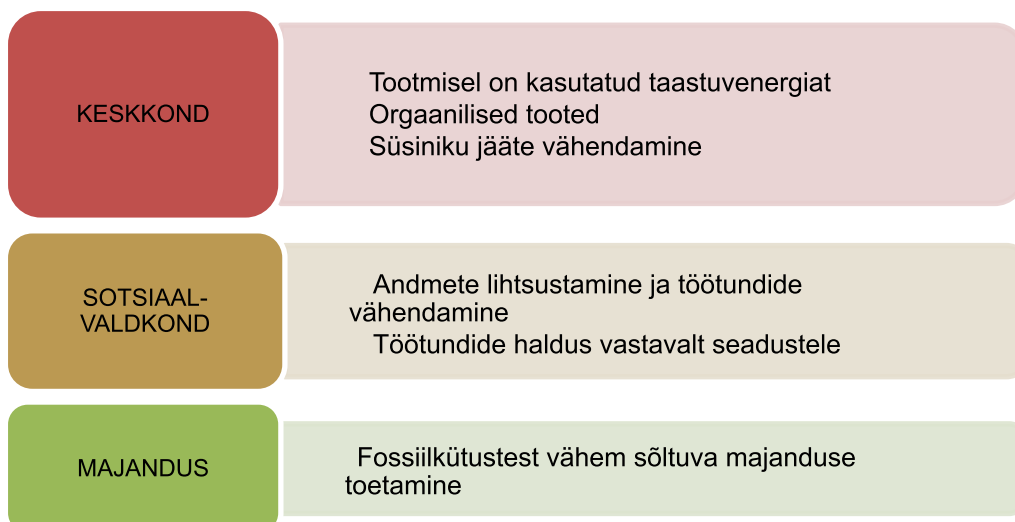 KESKKOND
Tootmisel on kasutatud taastuvenergiat
Orgaanilised tooted
Süsiniku jääte vähendamine
SOTSIAAL-
VALDKOND
Andmete lihtsustamine ja töötundide
vähendamine
Töötundide haldus vastavalt seadustele
MAJANDUS
Fossiilkütustest vähem sõltuva majanduse
toetamine